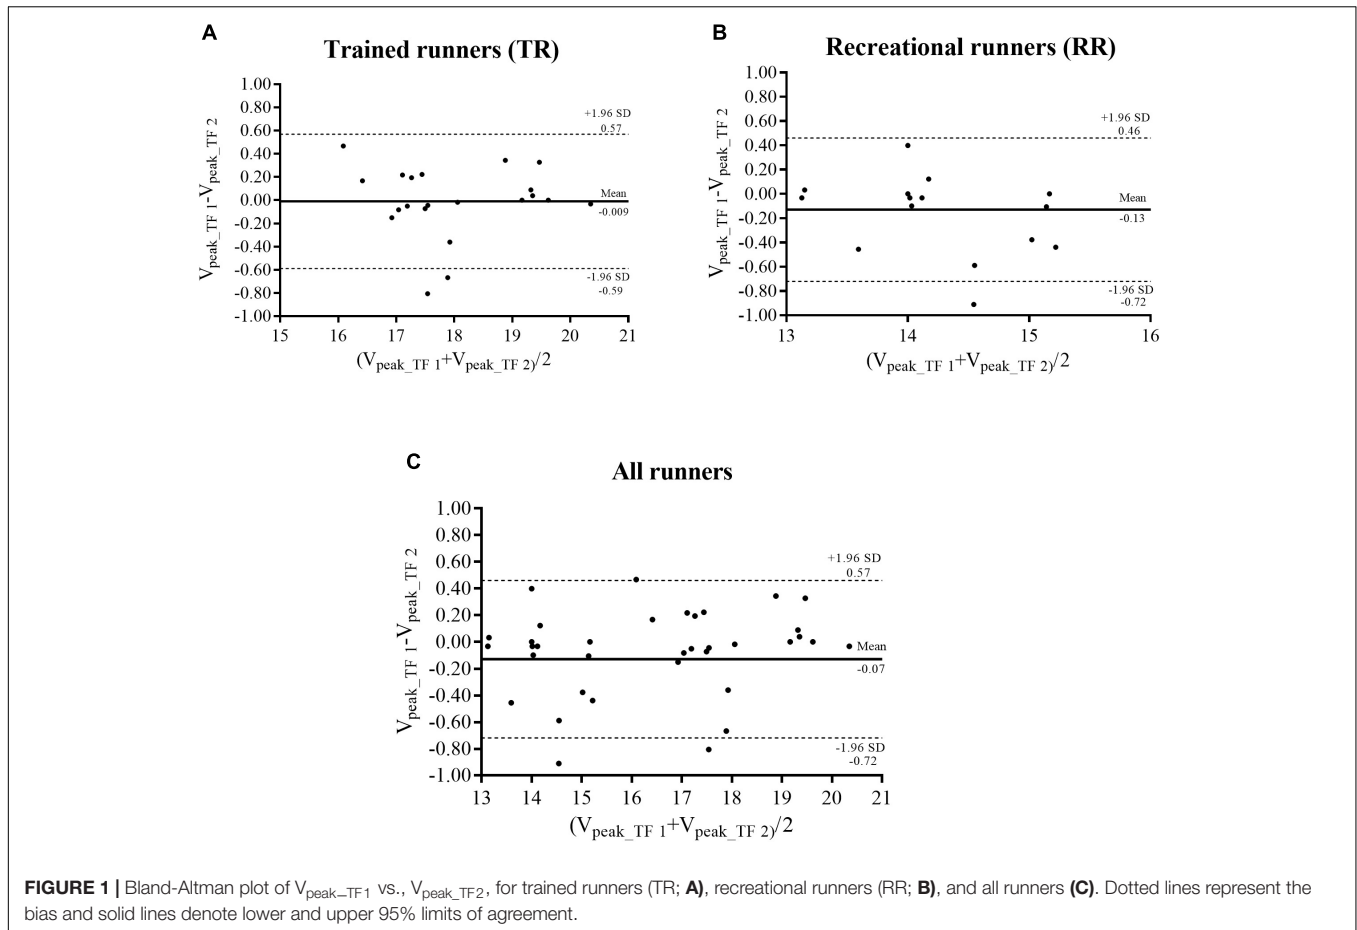 A
Trained runners (TR)
1.00
0.80
0.60
0.40
0.20
0.00
-0.20
-0.40
-0.60
-0.80
-1.00
Vpeak_TF 1-Vpeak_TF 2
+1.96 SD
0.57
Mean
-0.009
-1.96 SD
-0.59
15 16 17 18 19 20 21
(Vpeak_TF 1+Vpeak_TF 2)/2
B
Recreational runners (RR)
1.00
0.80
0.60
0.40
0.20
0.00
-0.20
-0.40
-0.60
-0.80
-1.00
Vpeak_TF 1-Vpeak_TF 2
+1.96 SD
0.46
Mean
-0.13
-1.96 SD
-0.72
13 14 15 16
(Vpeak_TF 1+Vpeak_TF 2)/2
C
All runners
1.00
0.80
0.60
0.40
0.20
0.00
-0.20
-0.40
-0.60
-0.80
-1.00
Vpeak_TF 1-Vpeak_TF 2
+1.96 SD
0.57
Mean
-0.07
-1.96 SD
-0.72
13 14 15 16 17 18 19 20 21
(Vpeak_TF 1+Vpeak_TF 2)/2
FIGURE 1 | Bland-Altman plot of Vpeak_TF1 vs., Vpeak_TF2, for trained runners (TR; A), recreational runners (RR; B), and all runners (C). Dotted lines represent the
bias and solid lines denote lower and upper 95% limits of agreement.